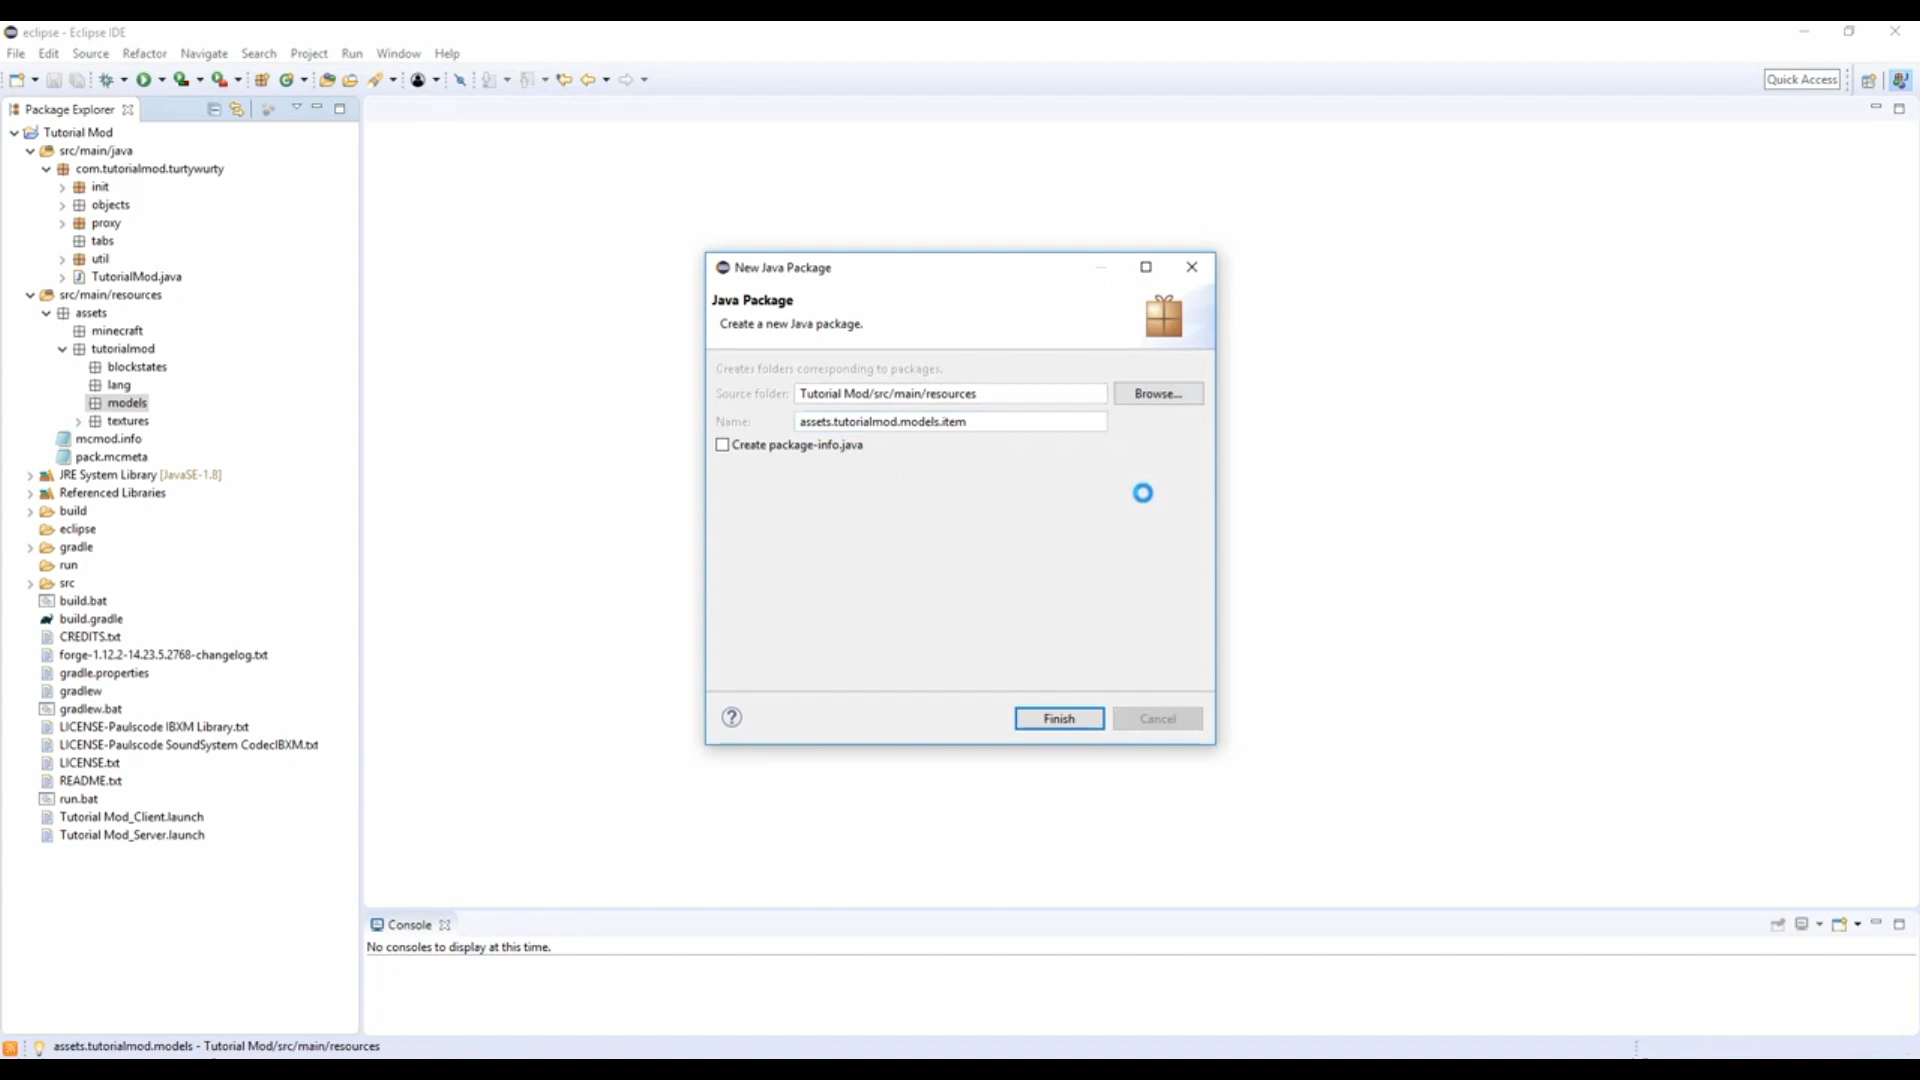 eclipse - Eclipse IDE
File Edit Source Refactor Navigate Search Project Run Window Help
Quick Access
Package Explorer
Tutorial Mod
src/main/java
com.tutorialmod.turtywurty
init
objects
proxy
tabs
util
TutorialMod.java
src/main/resources
assets
minecraft
tutorialmod
blockstates
lang
models
textures
mcmod.info
pack.mcmeta
JRE System Library [JavaSE-1.8]
Referenced Libraries
build
eclipse
gradle
run
src
build.bat
build.gradle
CREDITS.txt
forge-1.12.2-14.23.5.2768-changelog.txt
gradle.properties
gradlew
gradlew.bat
LICENSE-Paulscode IBXM Library.txt
LICENSE-Paulscode SoundSystem CodecIBXM.txt
LICENSE.txt
README.txt
run.bat
Tutorial Mod_Client.launch
Tutorial Mod_Server.launch
New Java Package
Java Package
Create a new Java package.
Creates folders corresponding to packages.
Source folder: Tutorial Mod/src/main/resources Browse...
Name: assets.tutorialmod.models.item
Create package-info.java
? Finish Cancel
Console
No consoles to display at this time.
assets.tutorialmod.models - Tutorial Mod/src/main/resources